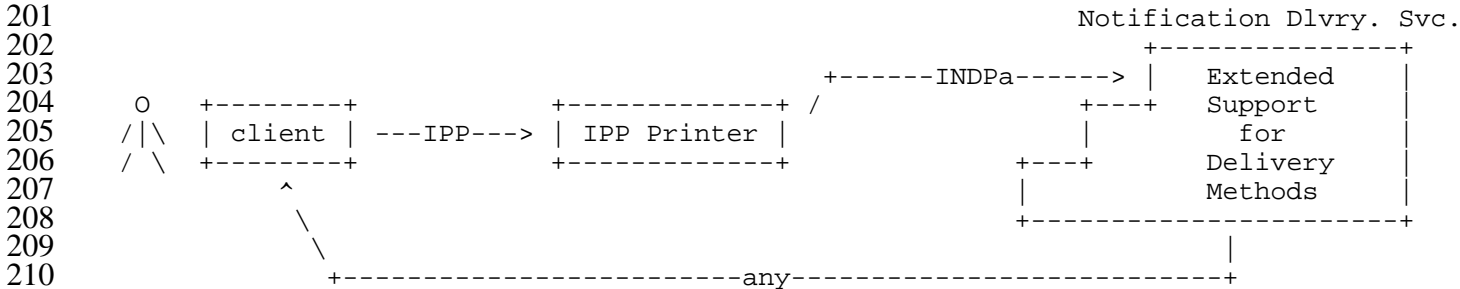 201 Notification Dlvry. Svc.
202 +---------------+
203 +------INDPa------> | Extended |
204 O +--------+ +-------------+ / +---+ Support |
205 /|\ | client | ---IPP---> | IPP Printer | | for |
206 / \ +--------+ +-------------+ +---+ Delivery |
207 ^ | Methods |
208 \ +-----------------------+
209 \ |
210 +-------------------------any---------------------------+